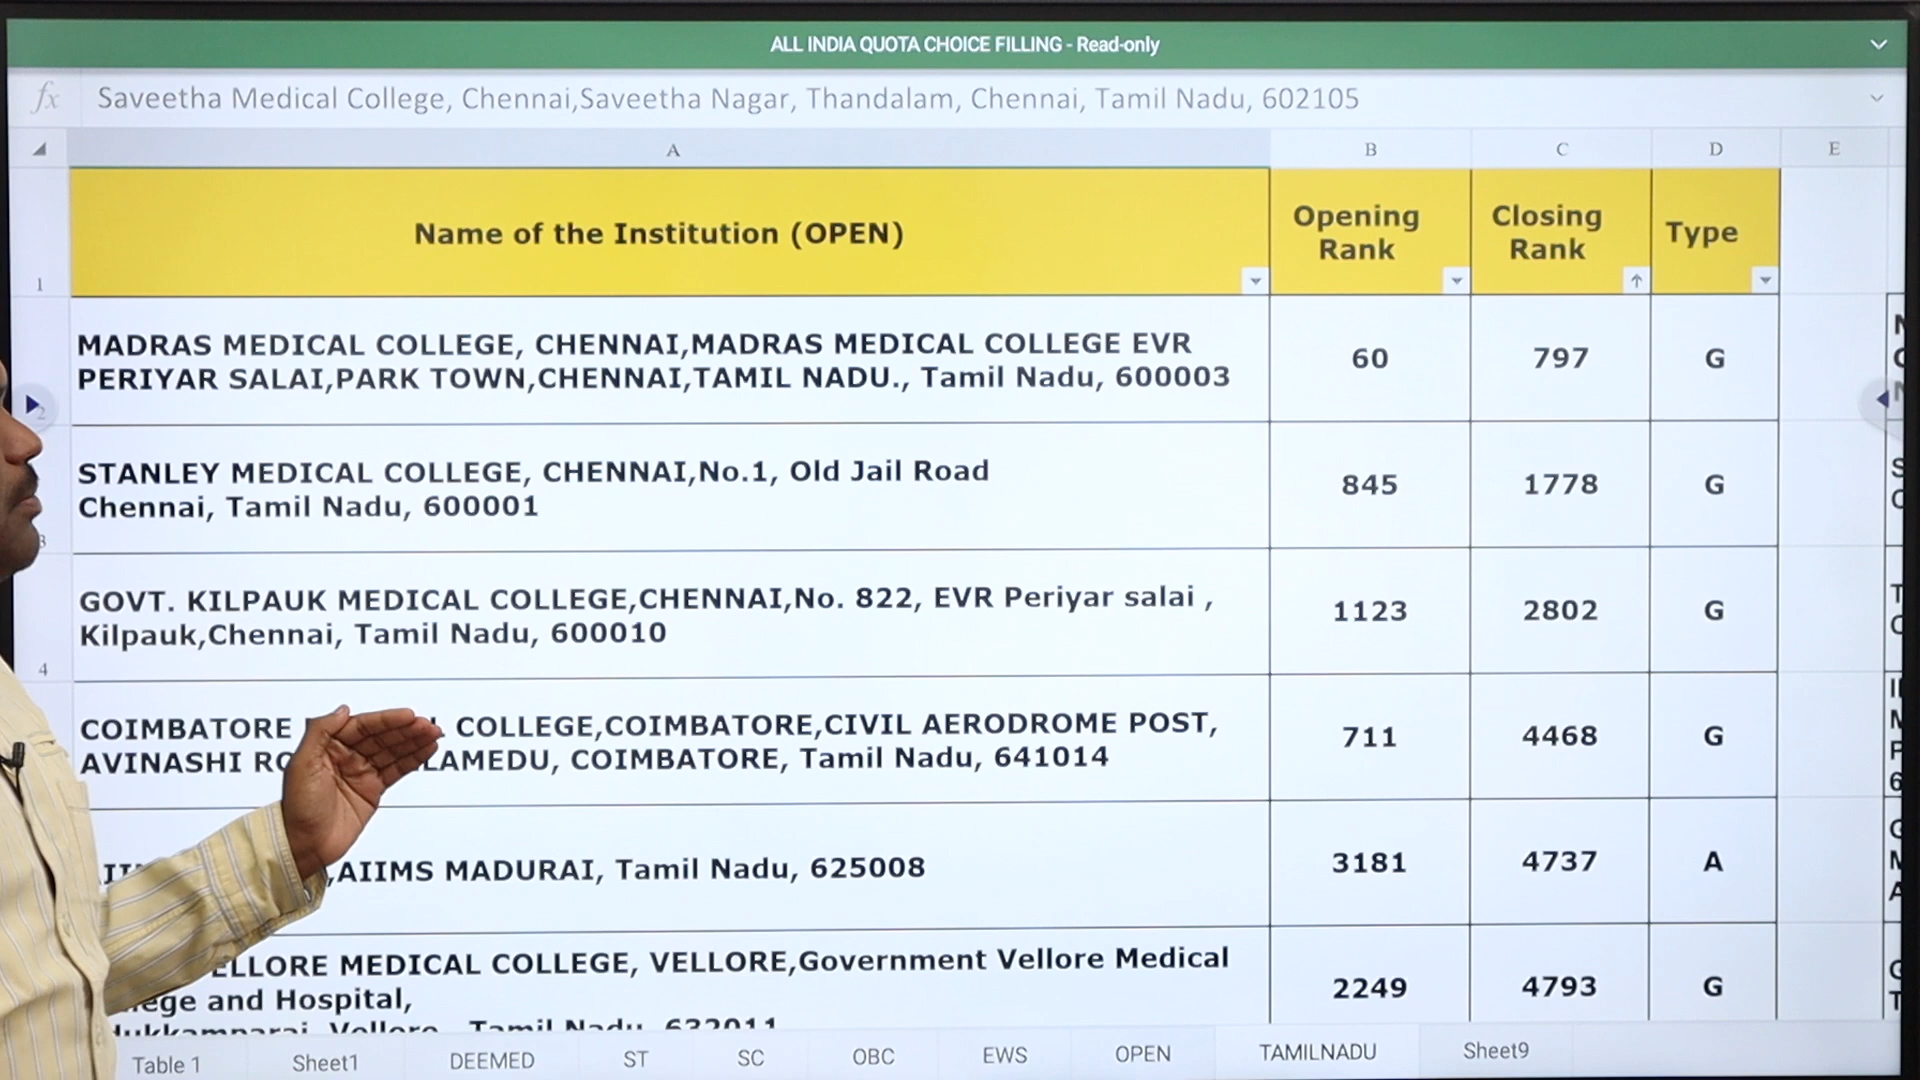 ALL INDIA QUOTA CHOICE FILLING - Read-only
fx Saveetha Medical College, Chennai,Saveetha Nagar, Thandalam, Chennai, Tamil Nadu, 602105
A B C D E
1 Name of the Institution (OPEN) Opening Rank Closing Rank Type
MADRAS MEDICAL COLLEGE, CHENNAI,MADRAS MEDICAL COLLEGE EVR
PERIYAR SALAI,PARK TOWN,CHENNAI,TAMIL NADU., Tamil Nadu, 600003
2 60 797 G
STANLEY MEDICAL COLLEGE, CHENNAI,No.1, Old Jail Road
Chennai, Tamil Nadu, 600001
3 845 1778 G
GOVT. KILPAUK MEDICAL COLLEGE,CHENNAI,No. 822, EVR Periyar salai ,
Kilpauk,Chennai, Tamil Nadu, 600010
4 1123 2802 G
COIMBATORE COLLEGE,COIMBATORE,CIVIL AERODROME POST,
AVINASHI COIMBATORE, Tamil Nadu, 641014
711 4468 G
,AIIMS MADURAI, Tamil Nadu, 625008
3181 4737 A
MEDICAL COLLEGE, VELLORE,Government Vellore Medical
and Hospital,
Vellore Tamil Nadu 632011
2249 4793 G
Table 1 Sheet1 DEEMED ST SC OBC EWS OPEN TAMILNADU Sheet9